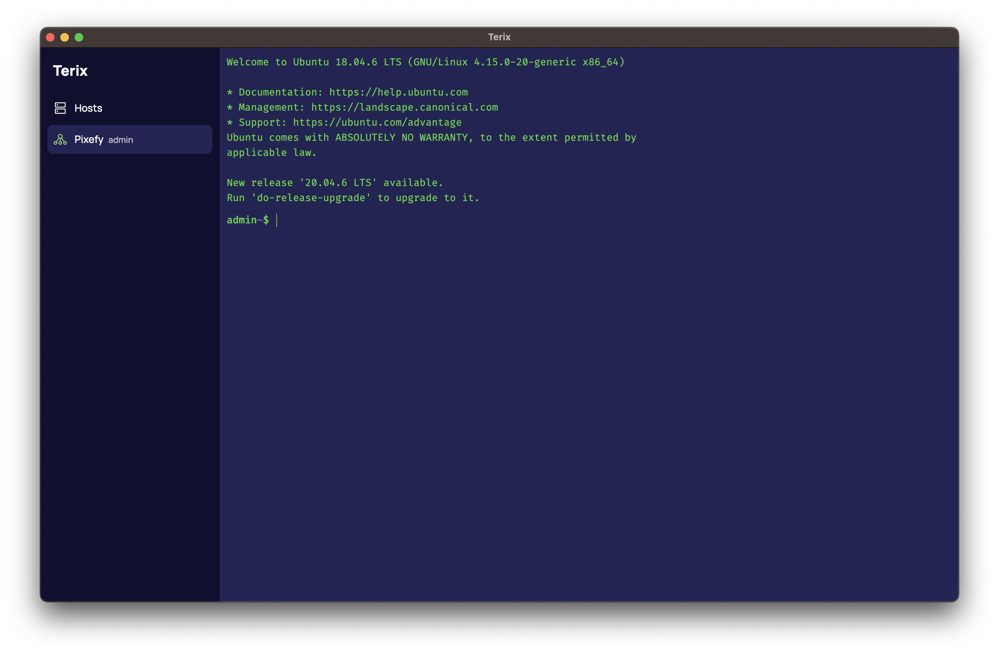 Terix
Terix
Hosts
Pixefy admin
Welcome to Ubuntu 18.04.6 LTS (GNU/Linux 4.15.0-20-generic x86_64)
* Documentation: https://help.ubuntu.com
* Management: https://landscape.canonical.com
* Support: https://ubuntu.com/advantage
Ubuntu comes with ABSOLUTELY NO WARRANTY, to the extent permitted by
applicable law.
New release '20.04.6 LTS' available.
Run 'do-release-upgrade' to upgrade to it.
admin~$